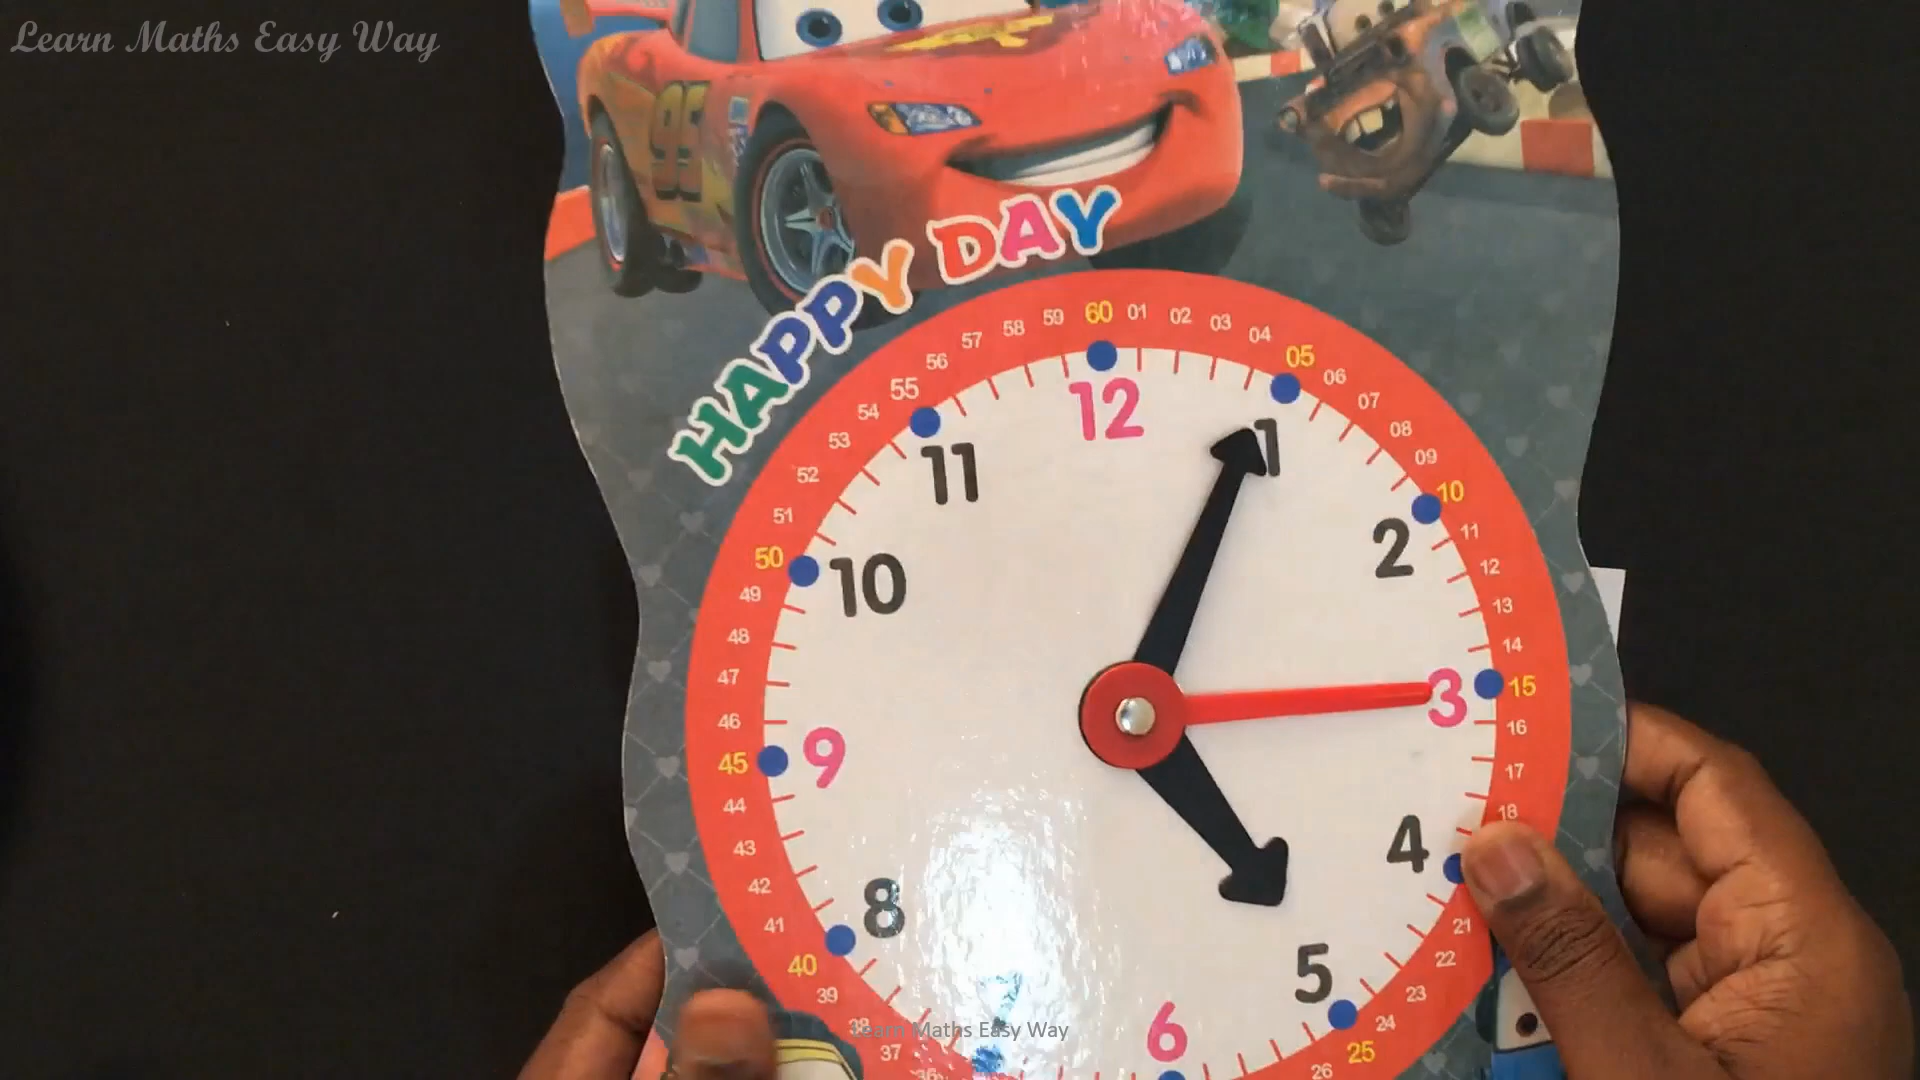 Learn Maths Easy Way
95
HAPPY DAY
60 01 02 03 04 05 06 07 08 09 10 11 12 13 14 15 16 17 18 21 22 23 24 25 26
36 37 38 39 40 41 42 43 44 45 46 47 48 49 50 51 52 53 54 55 56 57 58 59
12
1
2
3
4
5
6
8
9
10
11
Learn Maths Easy Way